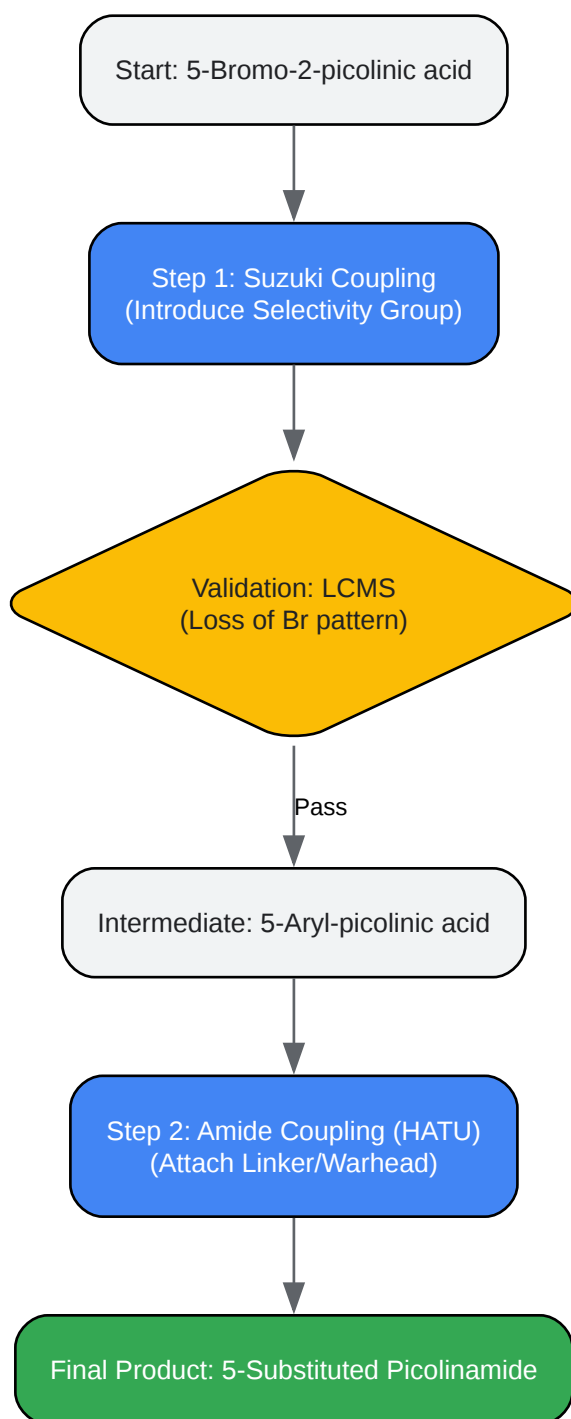 Start: 5-Bromo-2-picolinic acid
Step 1: Suzuki Coupling
(Introduce Selectivity Group)
Validation: LCMS
(Loss of Br pattern)
Pass
Intermediate: 5-Aryl-picolinic acid
Step 2: Amide Coupling (HATU)
(Attach Linker/Warhead)
Final Product: 5-Substituted Picolinamide